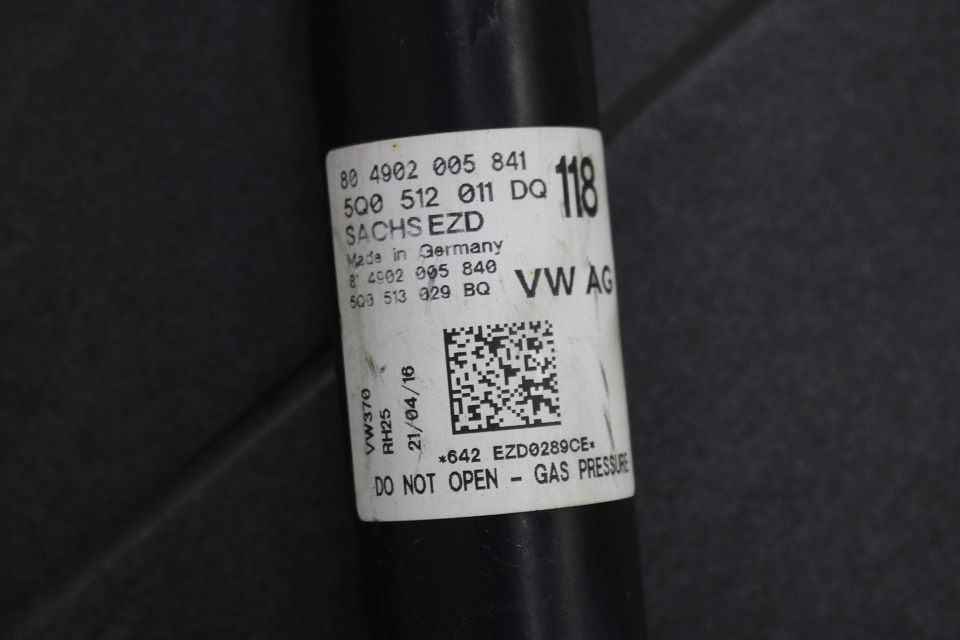 80 4902 005 841
5Q0 512 011 DQ
118
SACHS EZD
Made in Germany
81 4902 005 840
5Q0 513 029 BQ
VW AG
VW370
RH25
21/04/16
*642 EZD0289CE*
DO NOT OPEN - GAS PRESSURE